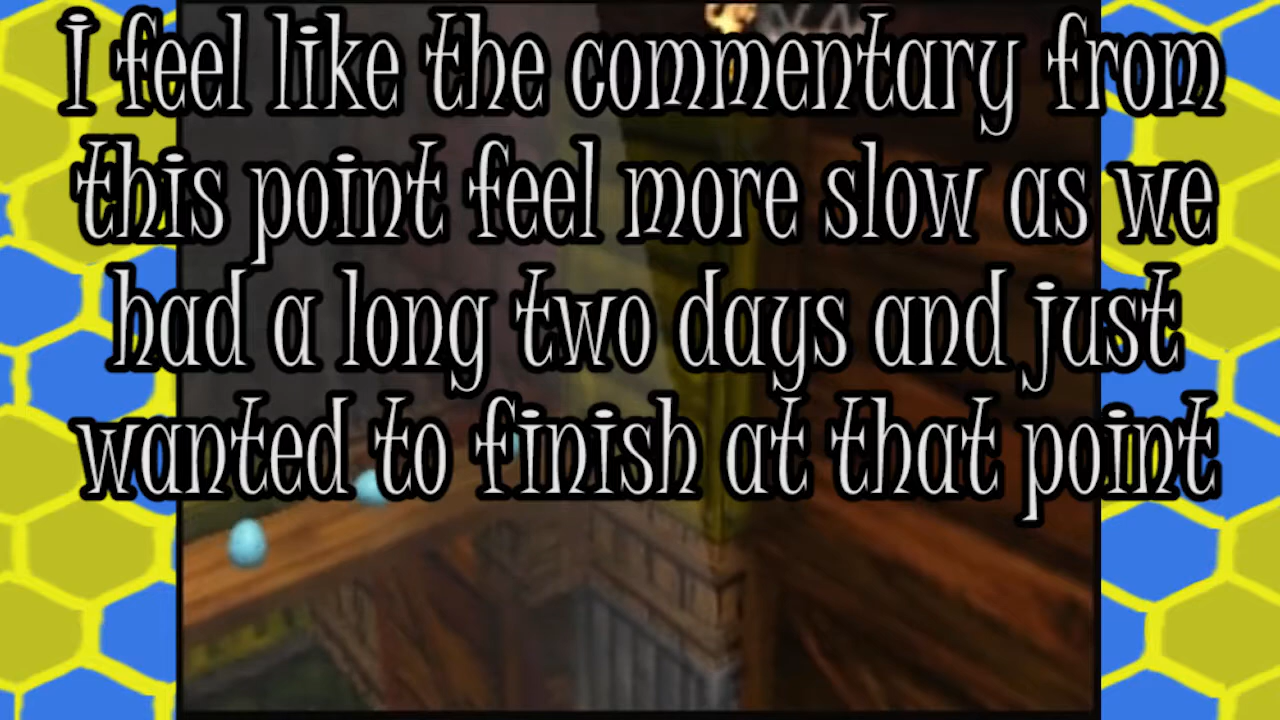 I feel like the commentary from
this point feel more slow as we
had a long two days and just
wanted to finish at that point